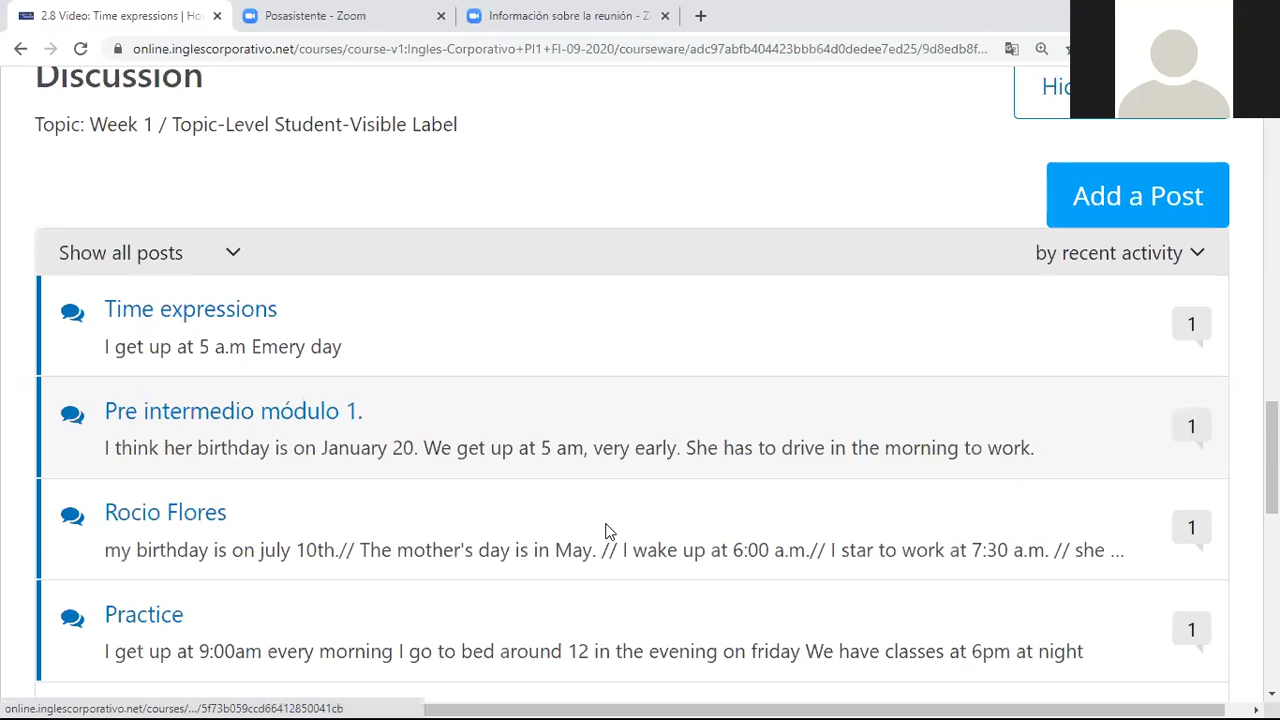 2.8 Video: Time expressions | Ho
Posasistente - Zoom
Información sobre la reunión - Z
online.inglescorporativo.net/courses/course-v1:Ingles-Corporativo+PI1+FI-09-2020/courseware/adc97abfb404423bbb64d0dedee7ed25/9d8edb8f...
Discussion
Hid
Topic: Week 1 / Topic-Level Student-Visible Label
Add a Post
Show all posts
by recent activity
Time expressions
1
I get up at 5 a.m Emery day
Pre intermedio módulo 1.
1
I think her birthday is on January 20. We get up at 5 am, very early. She has to drive in the morning to work.
Rocio Flores
1
my birthday is on july 10th.// The mother's day is in May. // I wake up at 6:00 a.m.// I star to work at 7:30 a.m. // she ...
Practice
1
I get up at 9:00am every morning I go to bed around 12 in the evening on friday We have classes at 6pm at night
online.inglescorporativo.net/courses/.../5f73b059ccd66412850041cb